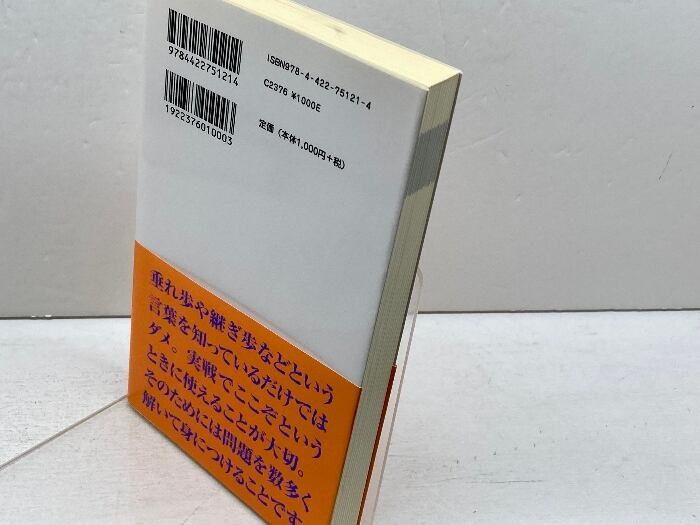 9784422751214
1922376010003
ISBN978-4-422-75121-4
C2376 ¥1000E
定価（本体1,000円＋税）
垂れ歩や継ぎ歩などという
言葉を知っているだけでは
ダメ。実戦でここぞという
ときに使えることが大切。
そのためには問題を数多く
解いて身につけることです